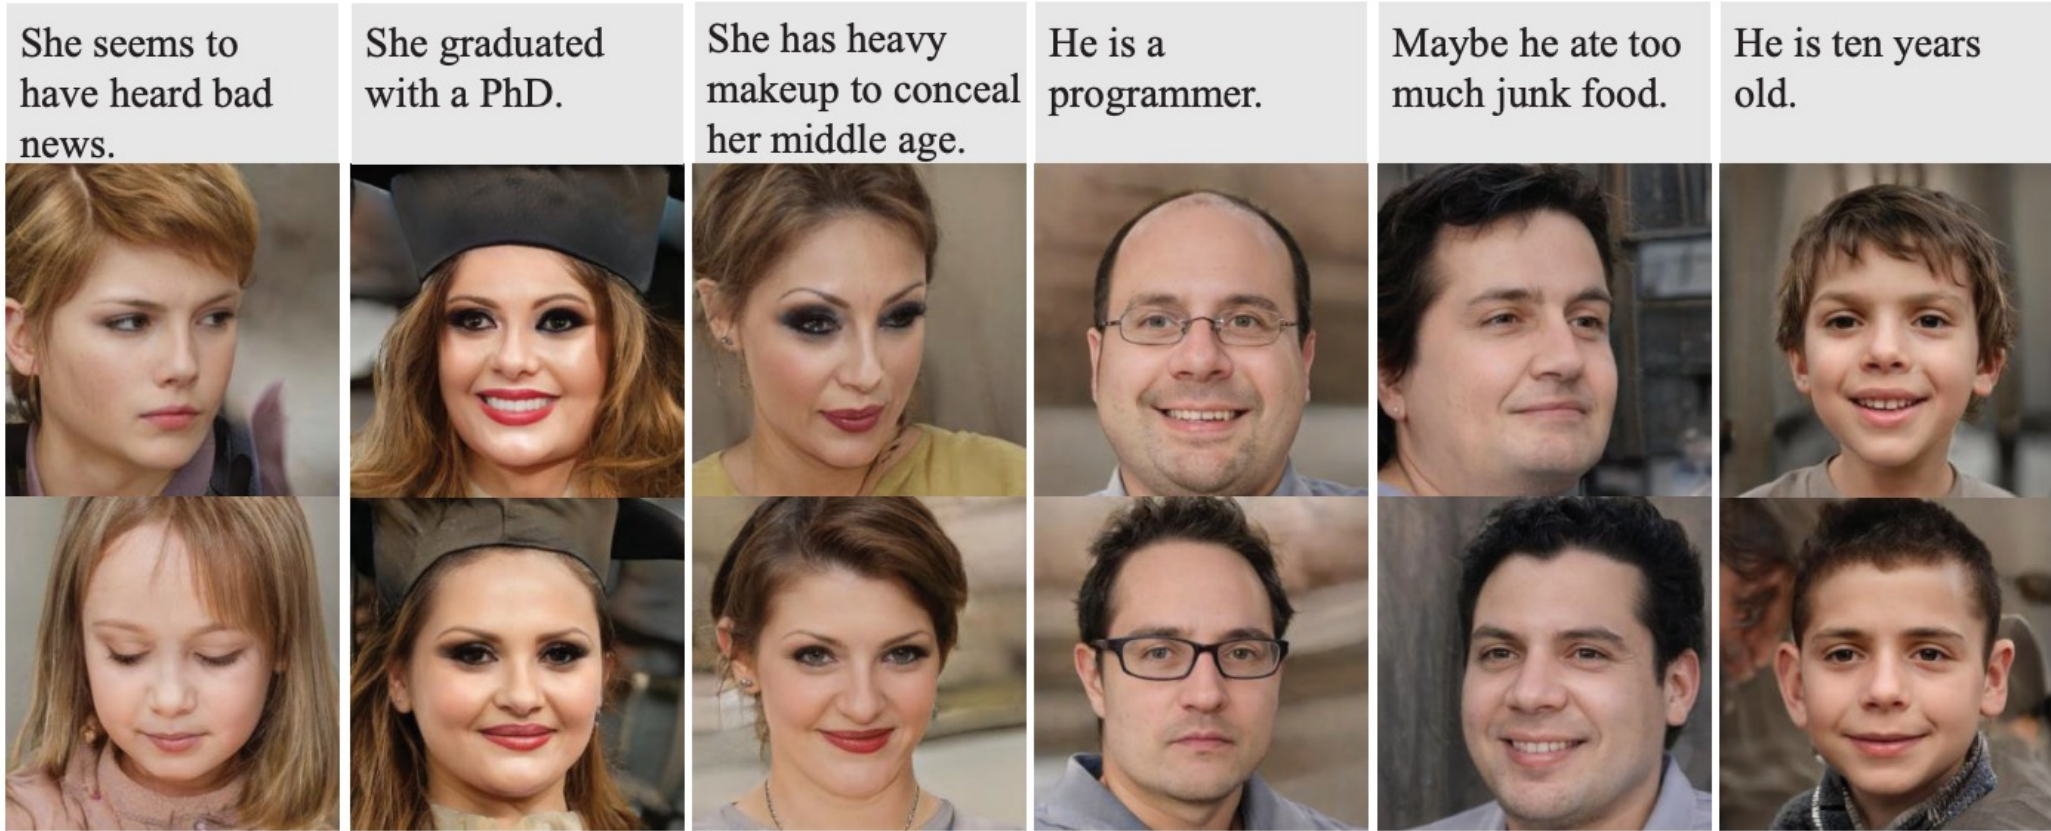 She seems to
have heard bad
news.
She graduated
with a PhD.
She has heavy
makeup to conceal
her middle age.
He is a
programmer.
Maybe he ate too
much junk food.
He is ten years
old.